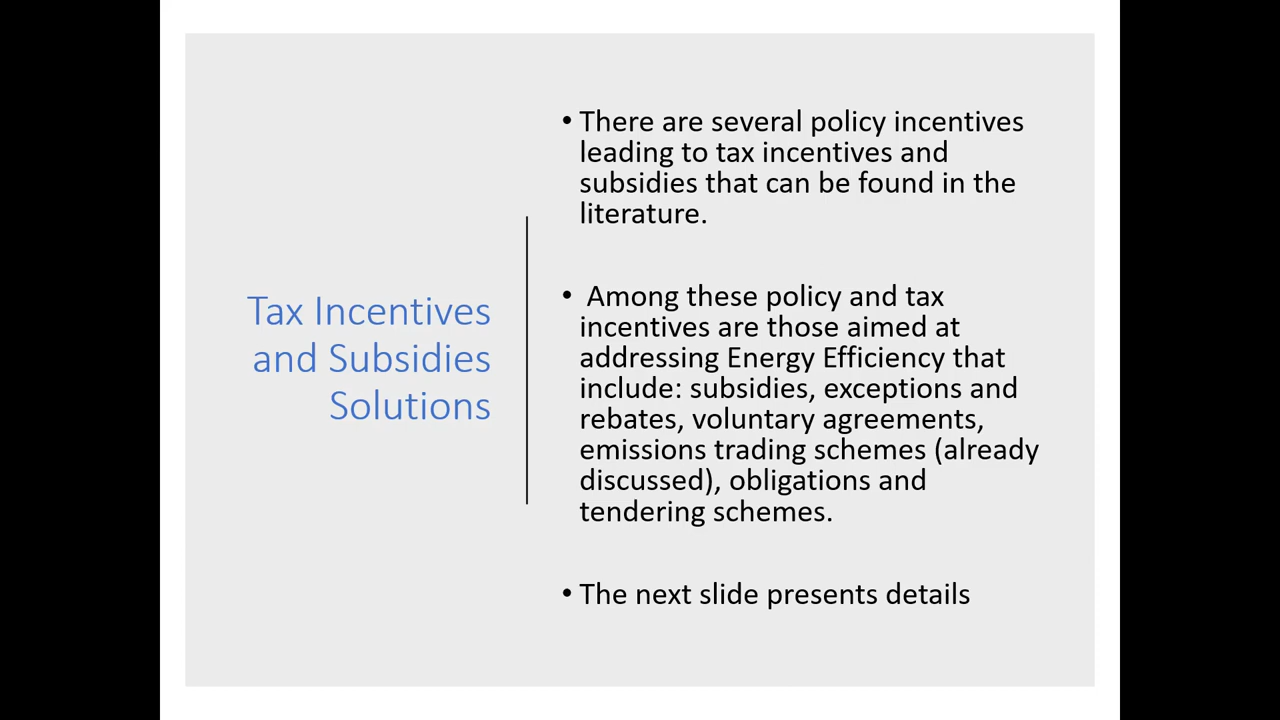 Tax Incentives
and Subsidies
Solutions
• There are several policy incentives
leading to tax incentives and
subsidies that can be found in the
literature.
• Among these policy and tax
incentives are those aimed at
addressing Energy Efficiency that
include: subsidies, exceptions and
rebates, voluntary agreements,
emissions trading schemes (already
discussed), obligations and
tendering schemes.
• The next slide presents details